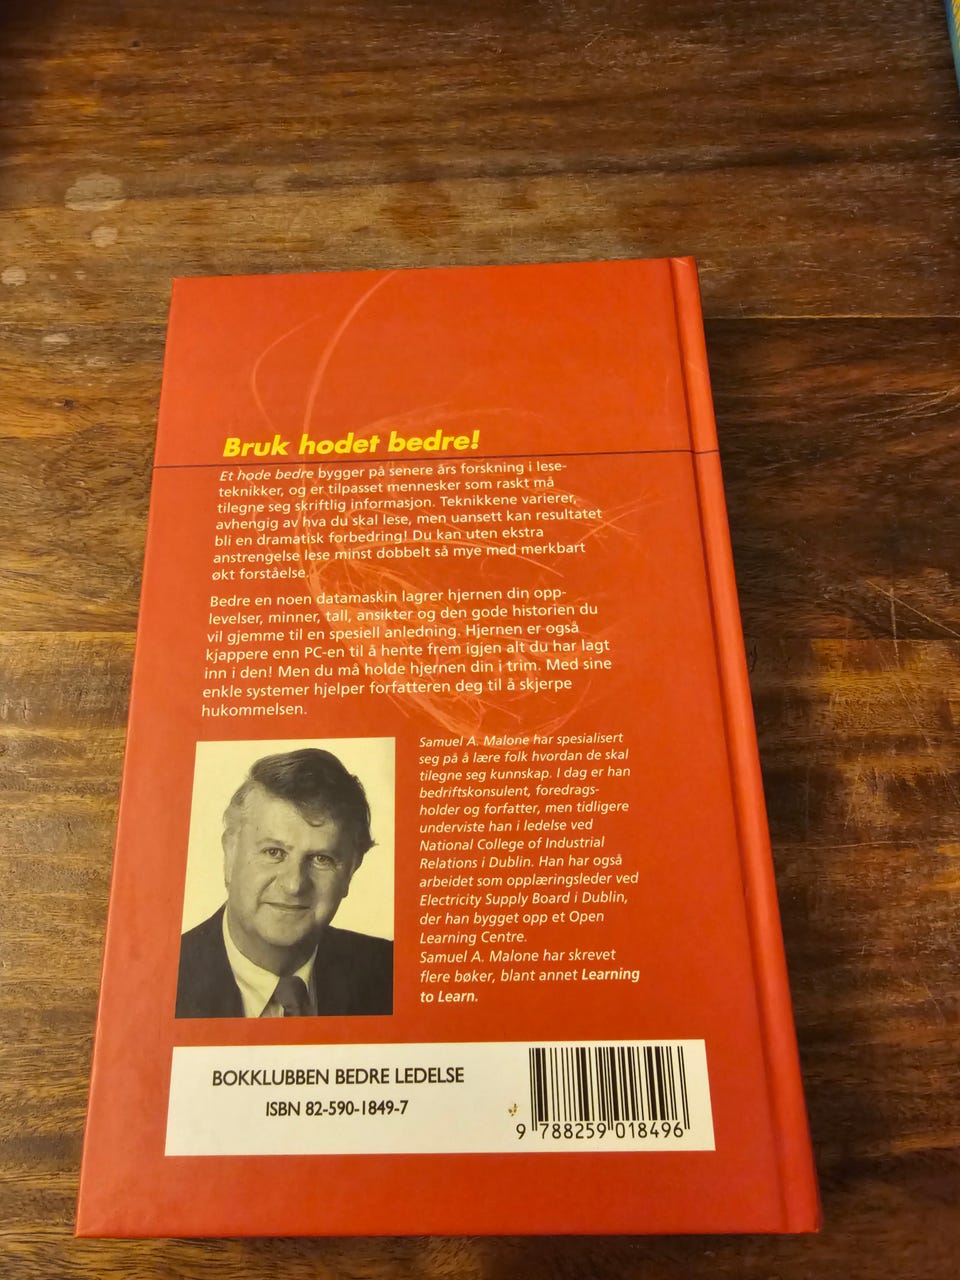 Bruk hodet bedre!
Et hode bedre bygger på senere års forskning i lese-
teknikker, og er tilpasset mennesker som raskt må
tilegne seg skriftlig informasjon. Teknikkene varierer,
avhengig av hva du skal lese, men uansett kan resultatet
bli en dramatisk forbedring! Du kan uten ekstra
anstrengelse lese minst dobbelt så mye med merkbart
økt forståelse.
Bedre en noen datamaskin lagrer hjernen din opp-
levelser, minner, tall, ansikter og den gode historien du
vil gjemme til en spesiell anledning. Hjernen er også
kjappere enn PC-en til å hente frem igjen alt du har lagt
inn i den! Men du må holde hjernen din i trim. Med sine
enkle systemer hjelper forfatteren deg til å skjerpe
hukommelsen.
Samuel A. Malone har spesialisert
seg på å lære folk hvordan de skal
tilegne seg kunnskap. I dag er han
bedriftskonsulent, foredrags-
holder og forfatter, men tidligere
underviste han i ledelse ved
National College of Industrial
Relations i Dublin. Han har også
arbeidet som opplæringsleder ved
Electricity Supply Board i Dublin,
der han bygget opp et Open
Learning Centre.
Samuel A. Malone har skrevet
flere bøker, blant annet Learning
to Learn.
BOKKLUBBEN BEDRE LEDELSE
ISBN 82-590-1849-7
9 788259 018496